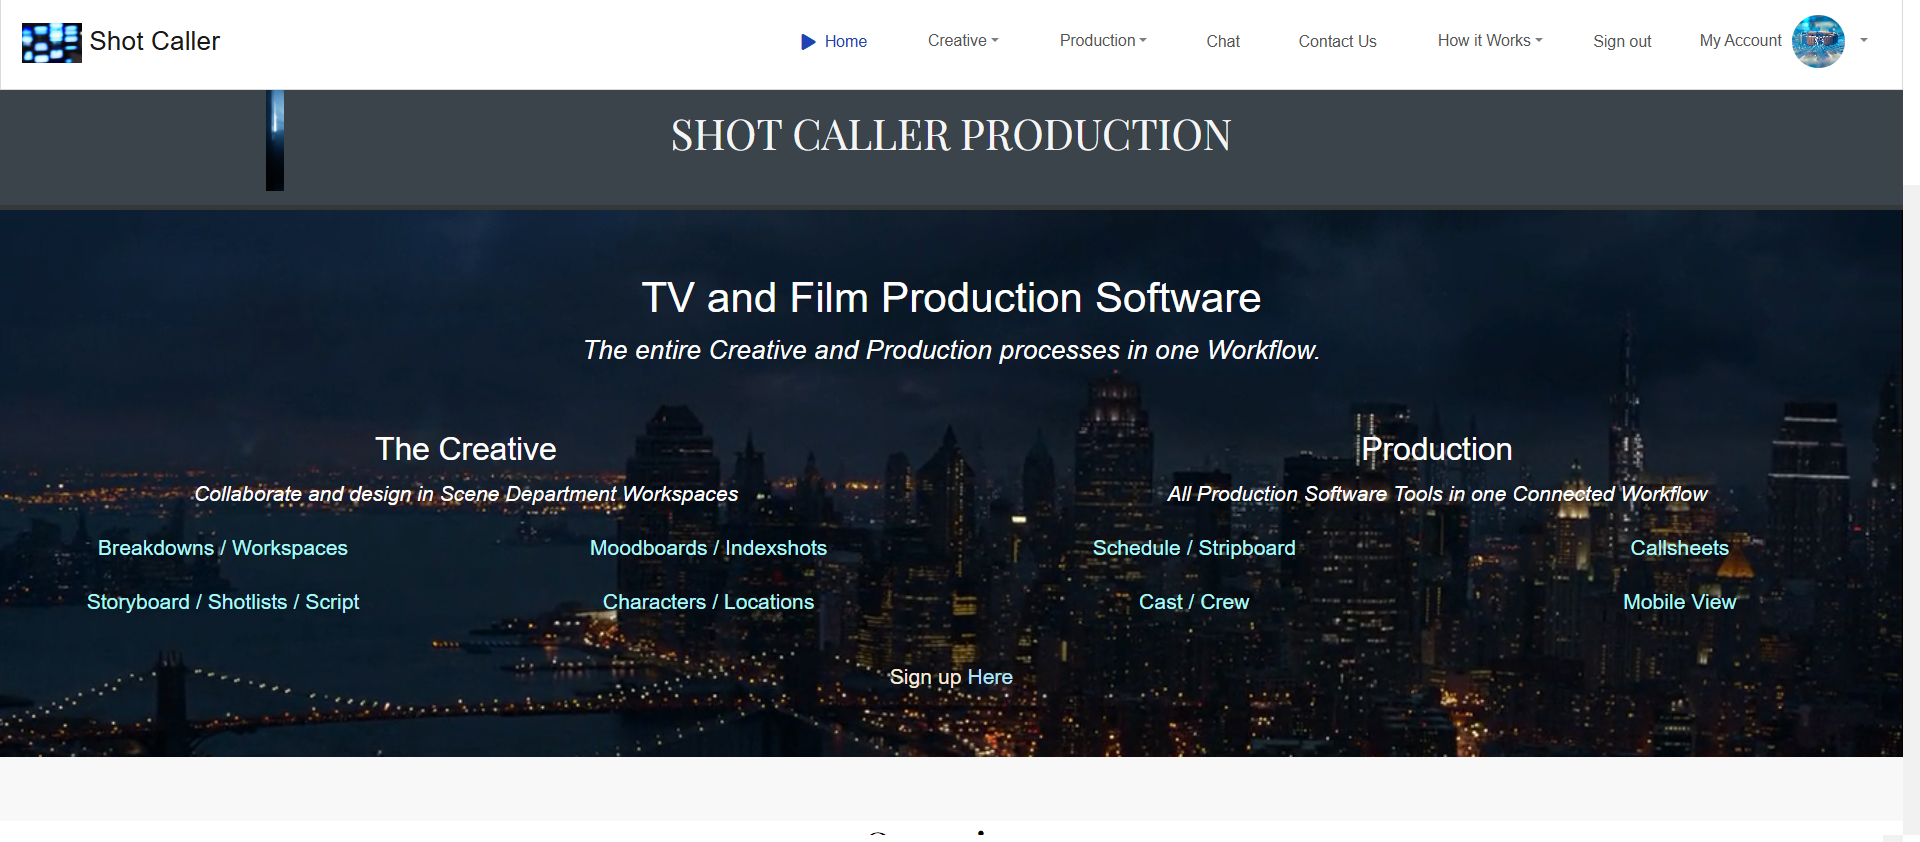 Shot Caller
Home Creative Production Chat Contact Us How it Works Sign out My Account
SHOT CALLER PRODUCTION
TV and Film Production Software
The entire Creative and Production processes in one Workflow.
The Creative
Collaborate and design in Scene Department Workspaces
Breakdowns / Workspaces
Moodboards / Indexshots
Storyboard / Shotlists / Script
Characters / Locations
Production
All Production Software Tools in one Connected Workflow
Schedule / Stripboard
Callsheets
Cast / Crew
Mobile View
Sign up Here